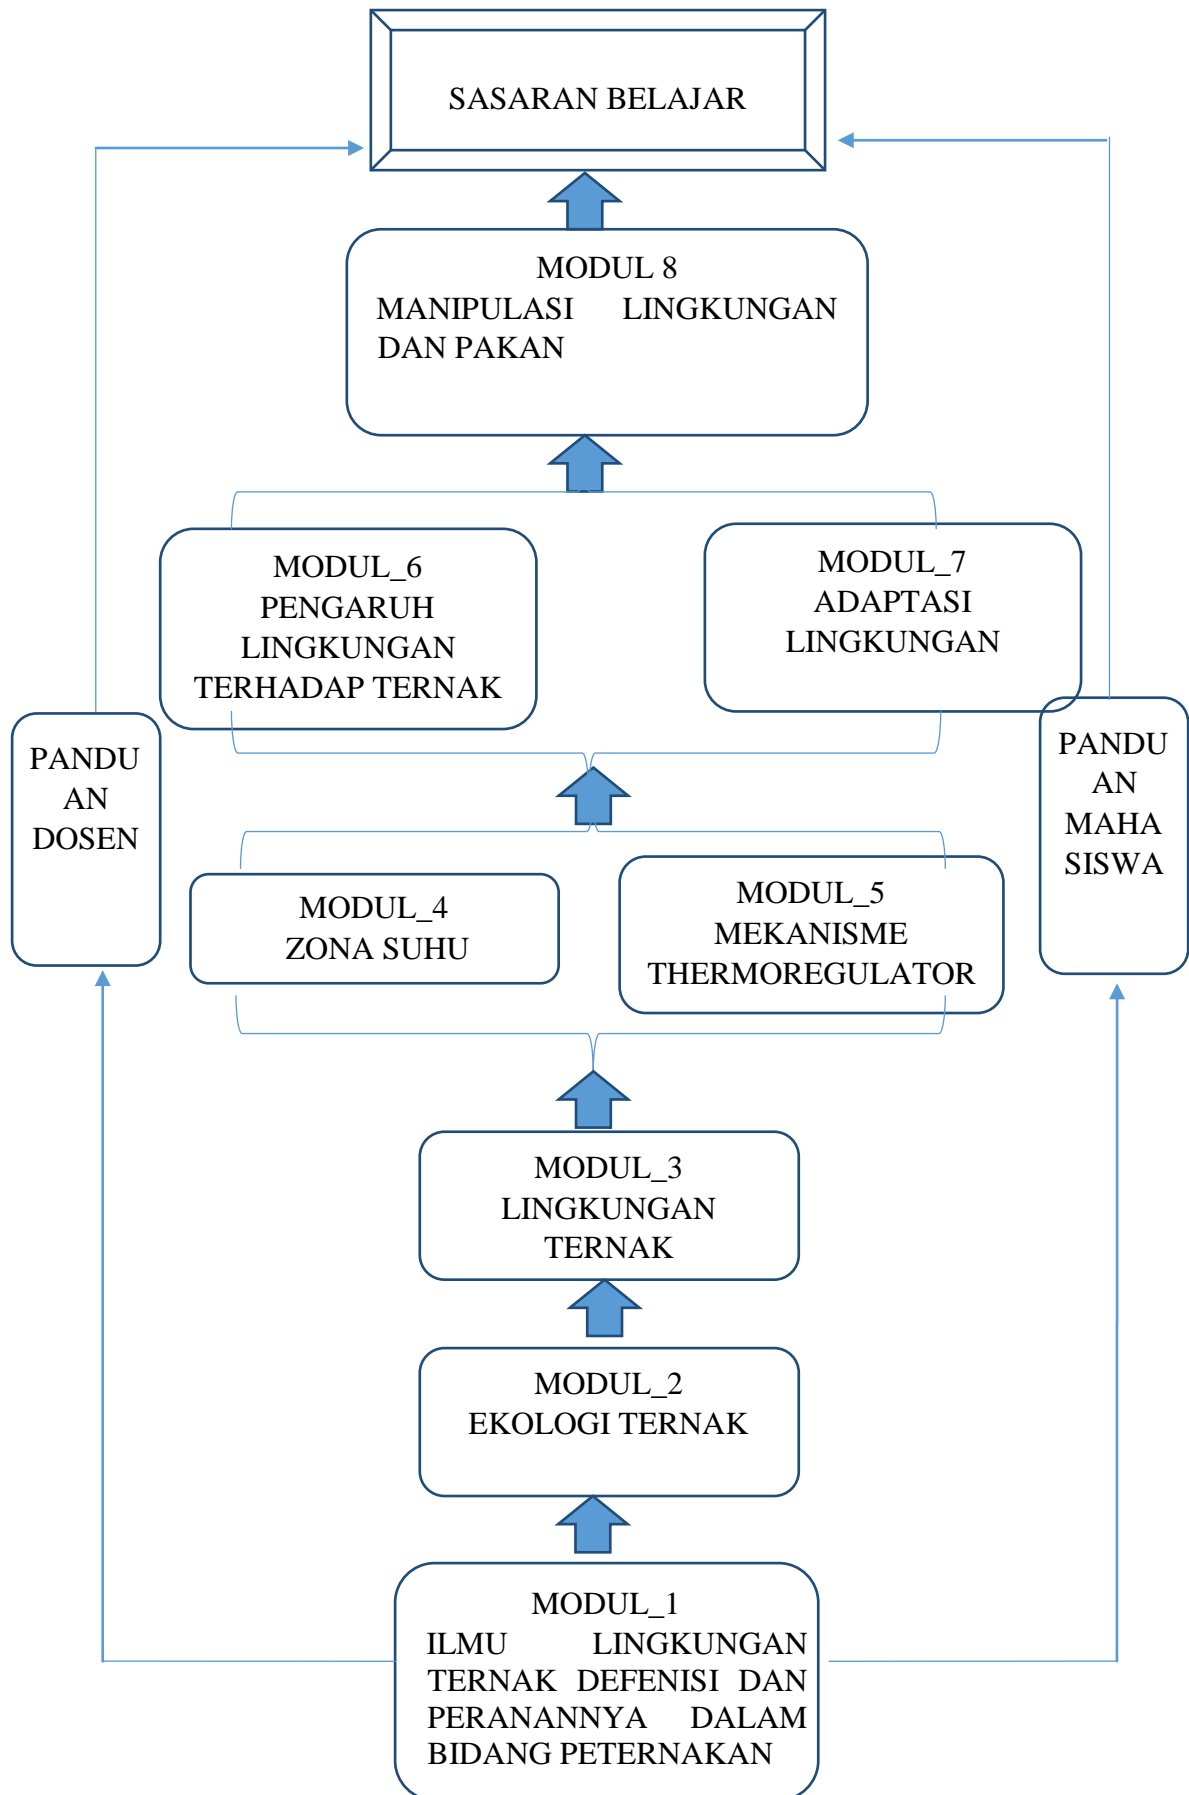 SASARAN BELAJAR
MODUL 8
MANIPULASI LINGKUNGAN
DAN PAKAN
MODUL_6
PENGARUH
LINGKUNGAN
TERHADAP TERNAK
MODUL_7
ADAPTASI
LINGKUNGAN
PANDU
AN
DOSEN
PANDU
AN
MAHA
SISWA
MODUL_4
ZONA SUHU
MODUL_5
MEKANISME
THERMOREGULATOR
MODUL_3
LINGKUNGAN
TERNAK
MODUL_2
EKOLOGI TERNAK
MODUL_1
ILMU LINGKUNGAN
TERNAK DEFENISI DAN
PERANANNYA DALAM
BIDANG PETERNAKAN